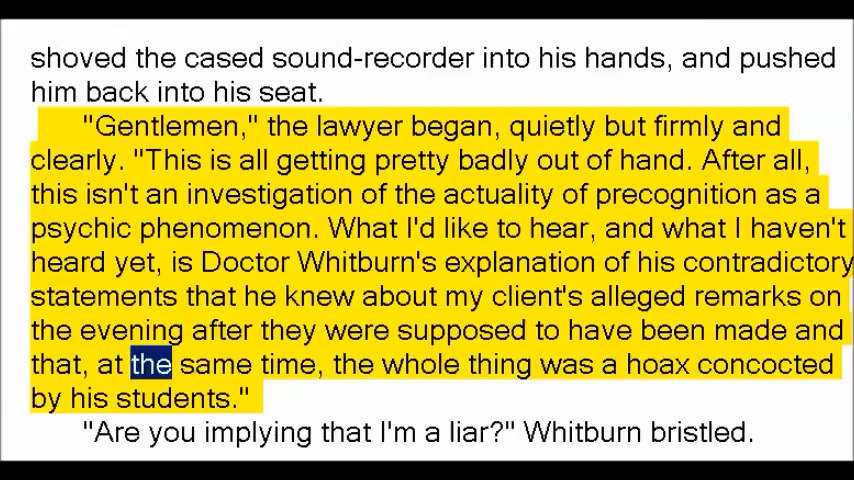 shoved the cased sound-recorder into his hands, and pushed
him back into his seat.
"Gentlemen," the lawyer began, quietly but firmly and
clearly. "This is all getting pretty badly out of hand. After all,
this isn't an investigation of the actuality of precognition as a
psychic phenomenon. What I'd like to hear, and what I haven't
heard yet, is Doctor Whitburn's explanation of his contradictory
statements that he knew about my client's alleged remarks on
the evening after they were supposed to have been made and
that, at the same time, the whole thing was a hoax concocted
by his students."
"Are you implying that I'm a liar?" Whitburn bristled.